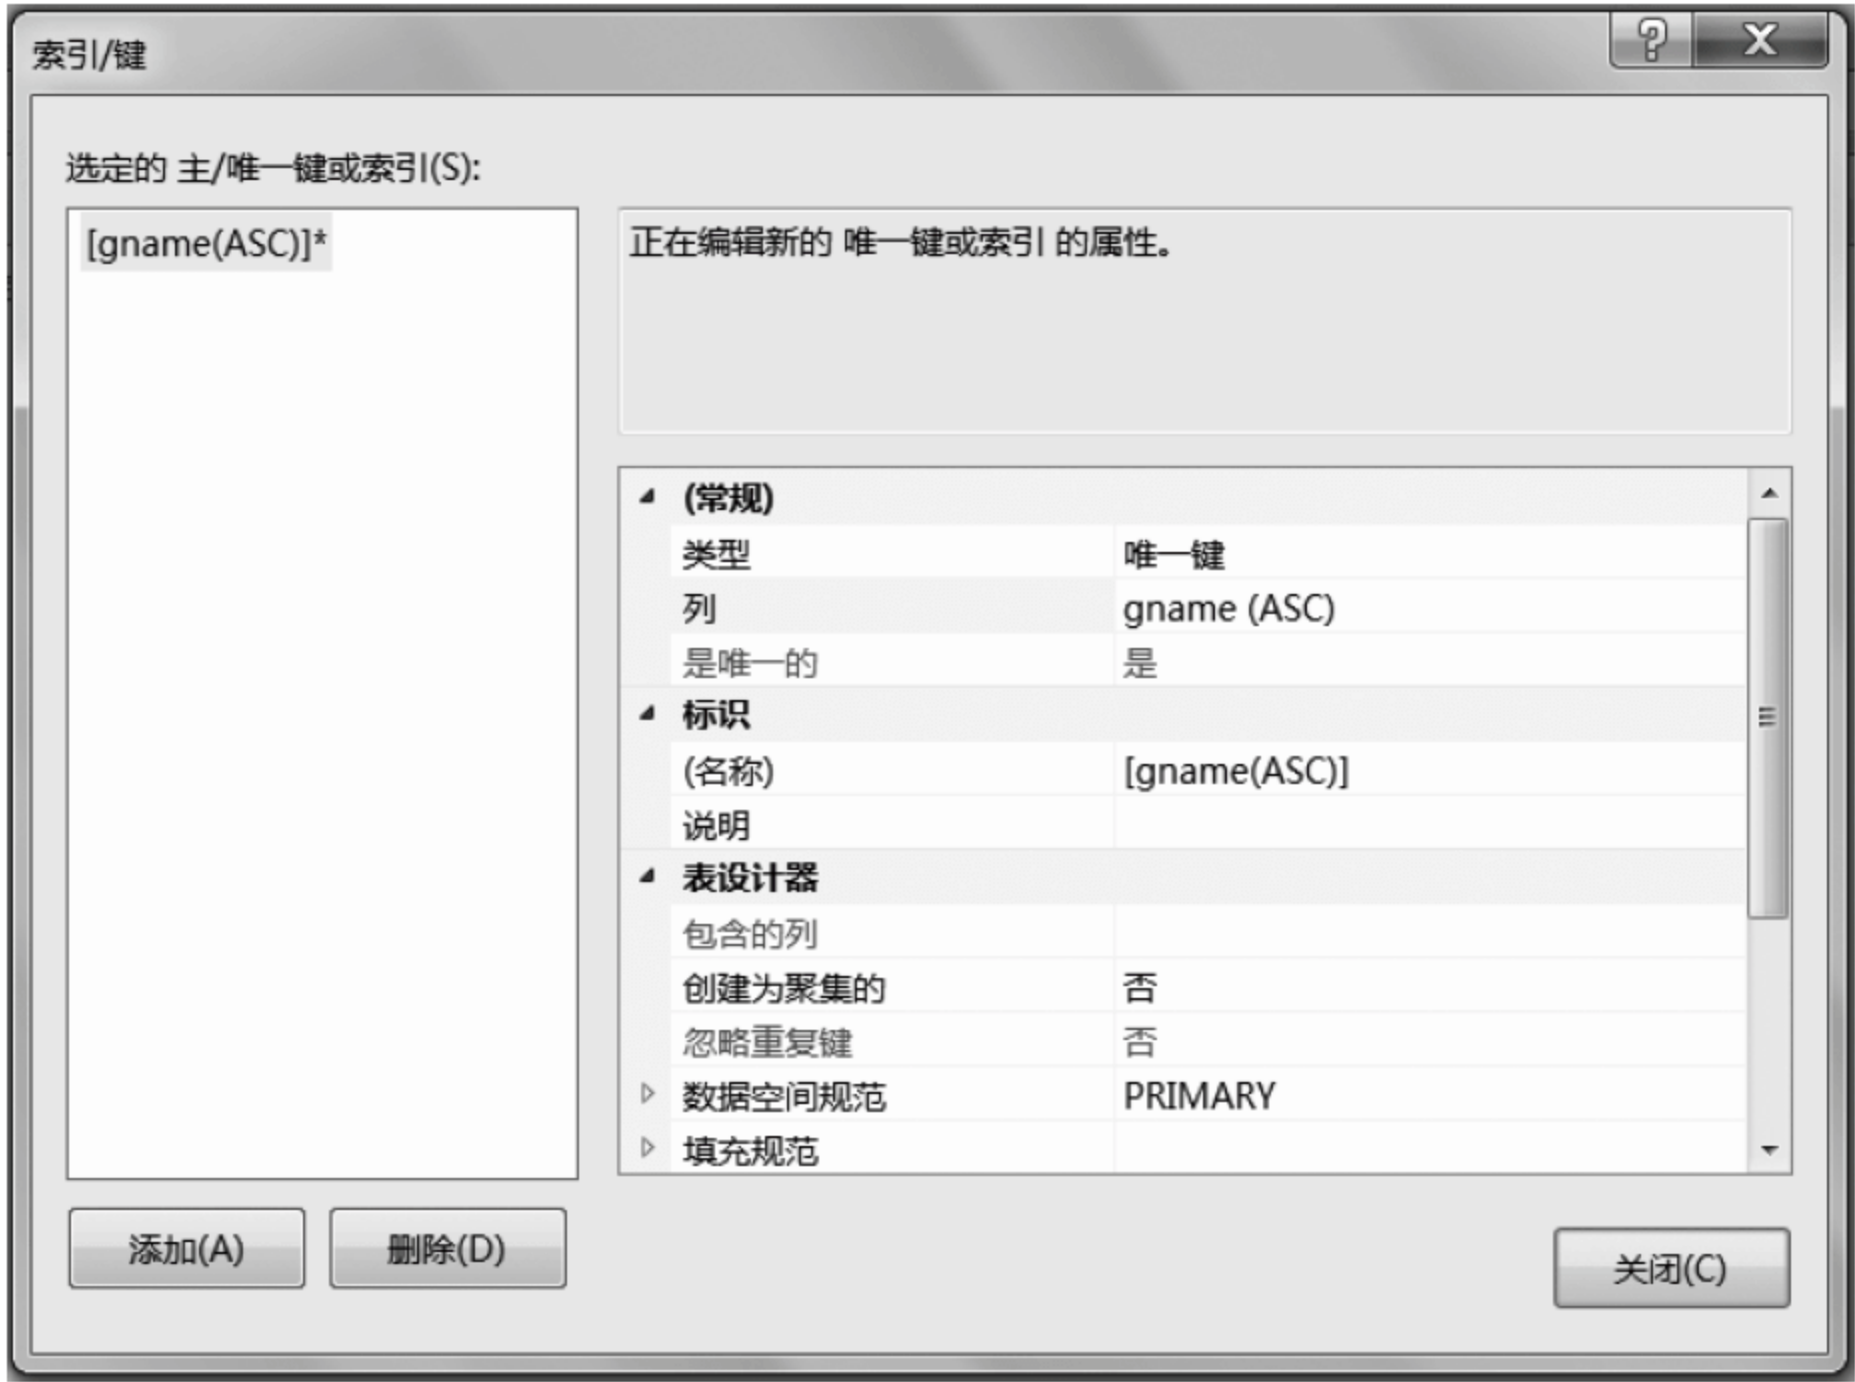 索引/键
选定的 主/唯一键或索引(S):
[gname(ASC)]*
正在编辑新的 唯一键或索引 的属性。
(常规)
类型 唯一键
列 gname (ASC)
是唯一的 是
标识
(名称) [gname(ASC)]
说明
表设计器
包含的列
创建为聚集的 否
忽略重复键 否
数据空间规范 PRIMARY
填充规范
添加(A) 删除(D)
关闭(C)